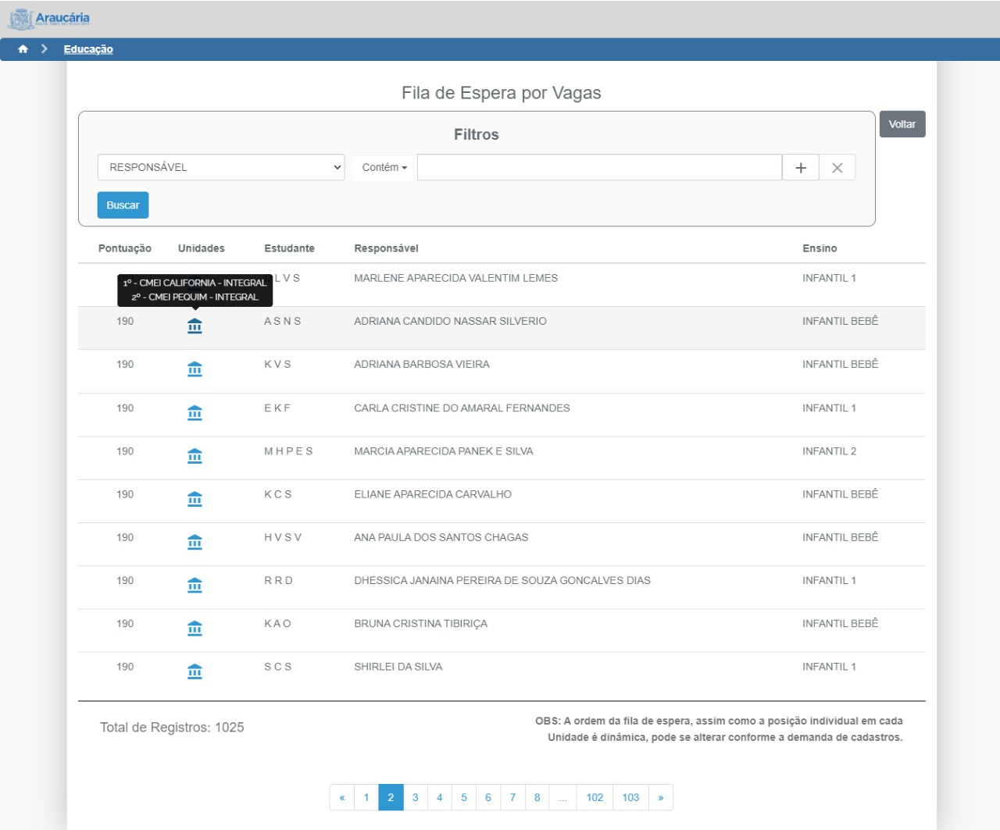 Araucária
Educação
Fila de Espera por Vagas
Voltar
Filtros
RESPONSÁVEL Contém
Buscar
Pontuação Unidades Estudante Responsável Ensino
L V S MARLENE APARECIDA VALENTIM LEMES INFANTIL 1
1º - CMEI CALIFORNIA - INTEGRAL
2º - CMEI PEQUIM - INTEGRAL
190 A S N S ADRIANA CANDIDO NASSAR SILVERIO INFANTIL BEBÊ
190 K V S ADRIANA BARBOSA VIEIRA INFANTIL BEBÊ
190 E K F CARLA CRISTINE DO AMARAL FERNANDES INFANTIL 1
190 M H P E S MARCIA APARECIDA PANEK E SILVA INFANTIL 2
190 K C S ELIANE APARECIDA CARVALHO INFANTIL BEBÊ
190 H V S V ANA PAULA DOS SANTOS CHAGAS INFANTIL BEBÊ
190 R R D DHESSICA JANAINA PEREIRA DE SOUZA GONCALVES DIAS INFANTIL 1
190 K A O BRUNA CRISTINA TIBIRIÇA INFANTIL BEBÊ
190 S C S SHIRLEI DA SILVA INFANTIL 1
Total de Registros: 1025
OBS: A ordem da fila de espera, assim como a posição individual em cada
Unidade é dinâmica, pode se alterar conforme a demanda de cadastros.
« 1 2 3 4 5 6 7 8 ... 102 103 »